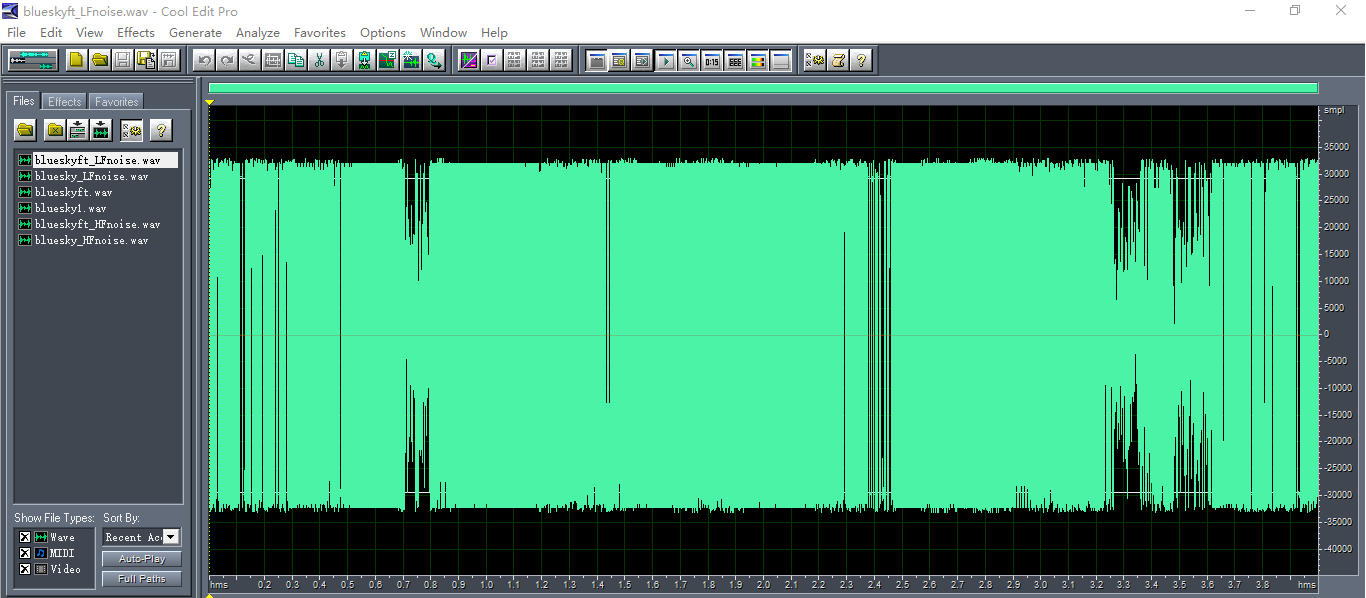 blueskyft_LFnoise.wav - Cool Edit Pro
File Edit View Effects Generate Analyze Favorites Options Window Help
0:15
Files Effects Favorites
blueskyft_LFnoise.wav
bluesky_LFnoise.wav
blueskyft.wav
bluesky1.wav
blueskyft_HFnoise.wav
bluesky_HFnoise.wav
Show File Types: Sort By:
Wave Recent Ac
MIDI Auto-Play
Video Full Paths
smpl
35000
30000
25000
20000
15000
10000
5000
0
-5000
-10000
-15000
-20000
-25000
-30000
-35000
-40000
hms 0.2 0.3 0.4 0.5 0.6 0.7 0.8 0.9 1.0 1.1 1.2 1.3 1.4 1.5 1.6 1.7 1.8 1.9 2.0 2.1 2.2 2.3 2.4 2.5 2.6 2.7 2.8 2.9 3.0 3.1 3.2 3.3 3.4 3.5 3.6 3.7 3.8 hms